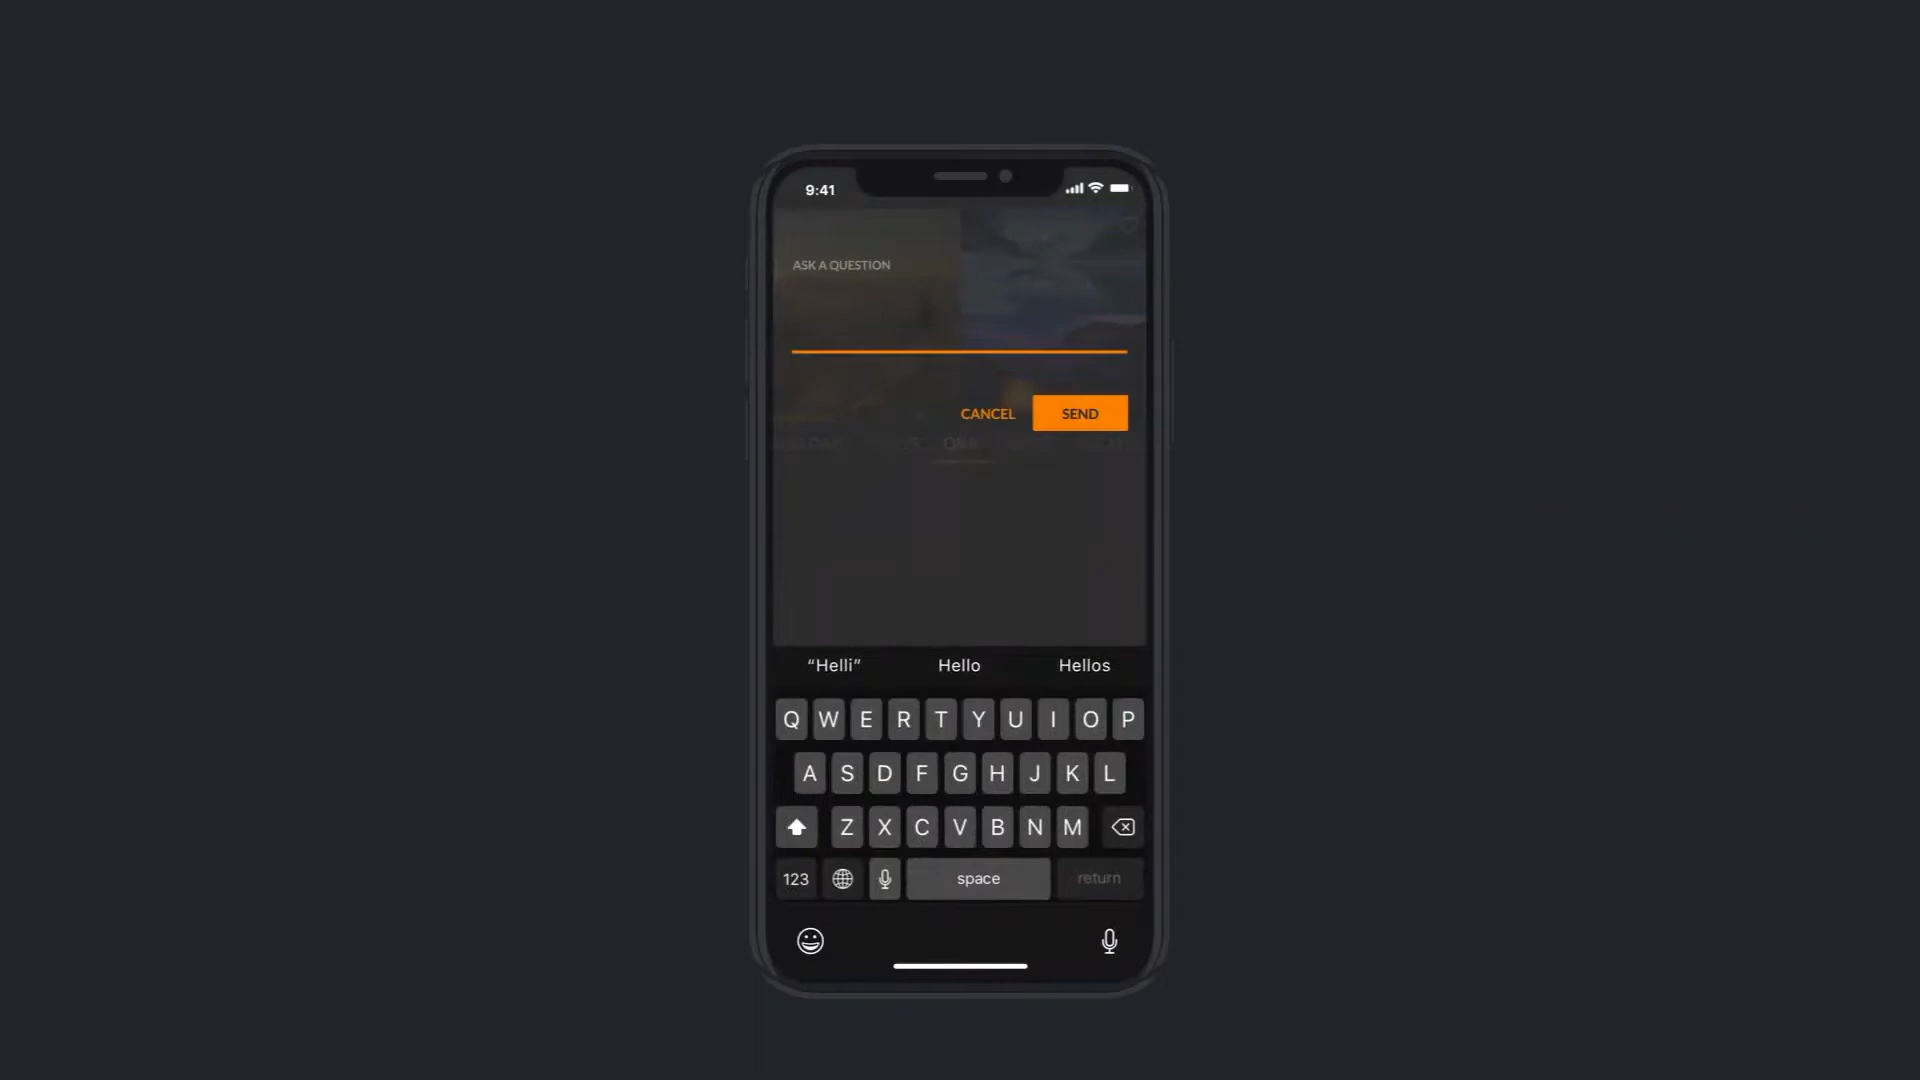 9:41
ASK A QUESTION
CANCEL SEND
“Helli” Hello Hellos
Q W E R T Y U I O P
A S D F G H J K L
Z X C V B N M
123 space return